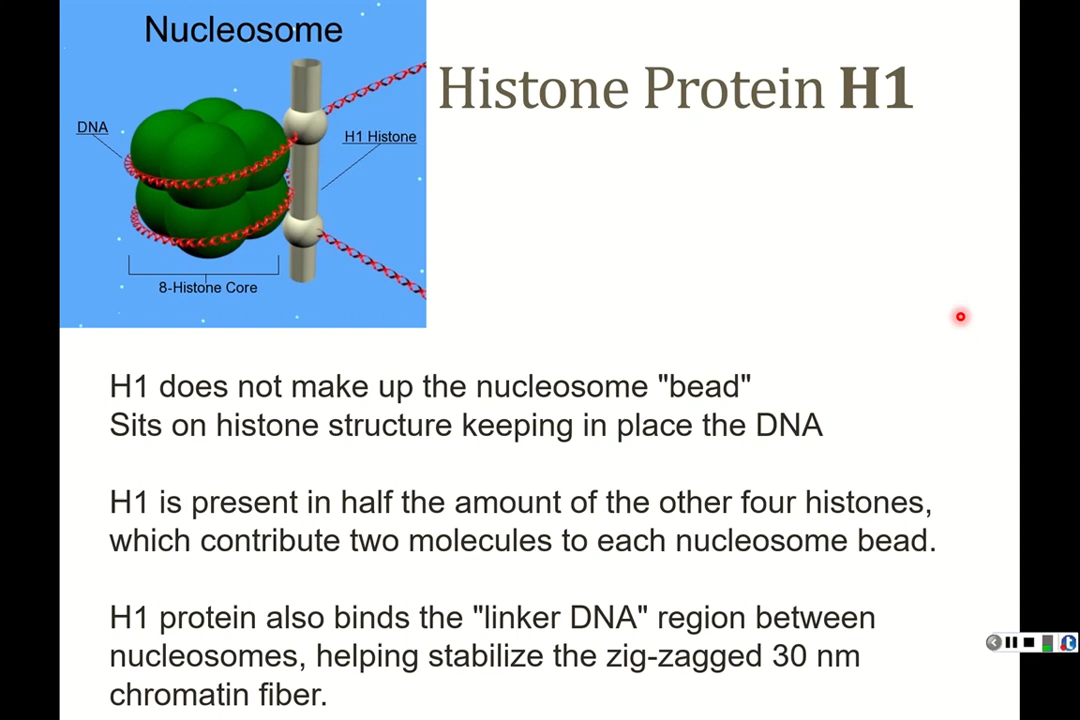 Nucleosome
Histone Protein H1
DNA
H1 Histone
8-Histone Core
H1 does not make up the nucleosome "bead"
Sits on histone structure keeping in place the DNA
H1 is present in half the amount of the other four histones,
which contribute two molecules to each nucleosome bead.
H1 protein also binds the "linker DNA" region between
nucleosomes, helping stabilize the zig-zagged 30 nm
chromatin fiber.